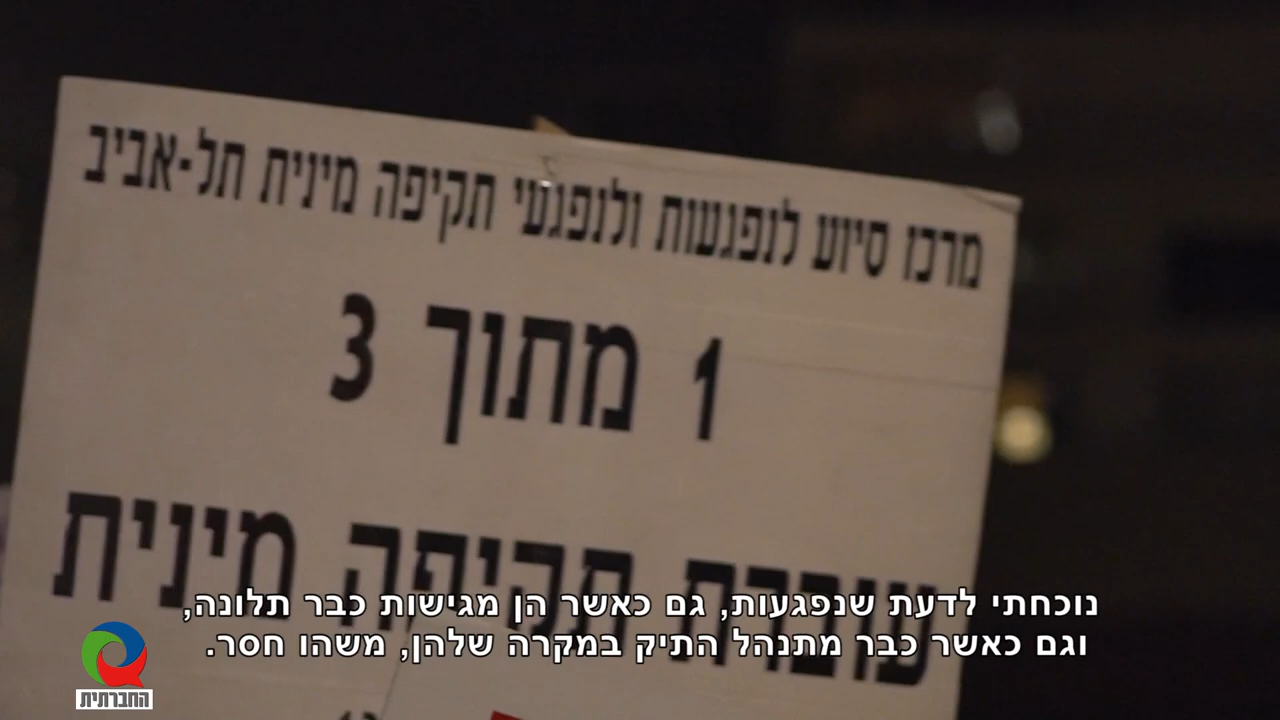 מרכז סיוע לנפגעות ולנפגעי תקיפה מינית תל-אביב
1 מתוך 3
עוברת תקיפה מינית
נוכחתי לדעת שנפגעות, גם כאשר הן מגישות כבר תלונה,
וגם כאשר כבר מתנהל התיק במקרה שלהן, משהו חסר.
החברתית